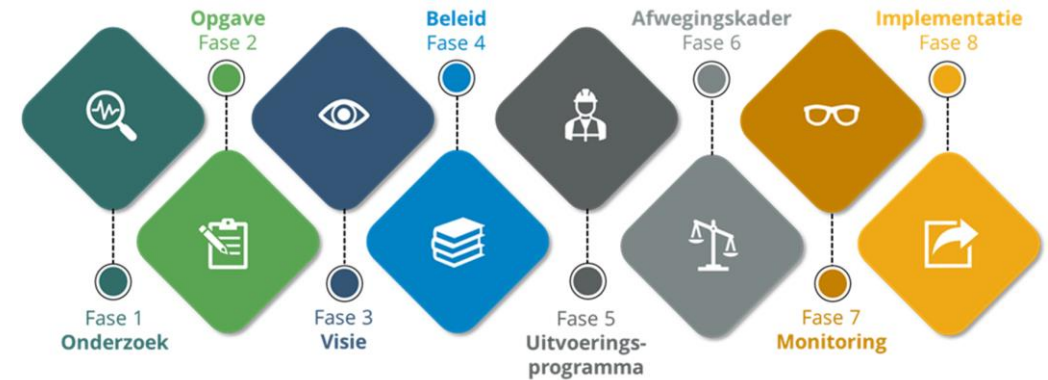 Opgave
Fase 2
Beleid
Fase 4
Afwegingskader
Fase 6
Implementatie
Fase 8
Fase 1
Onderzoek
Fase 3
Visie
Fase 5
Uitvoerings-
programma
Fase 7
Monitoring